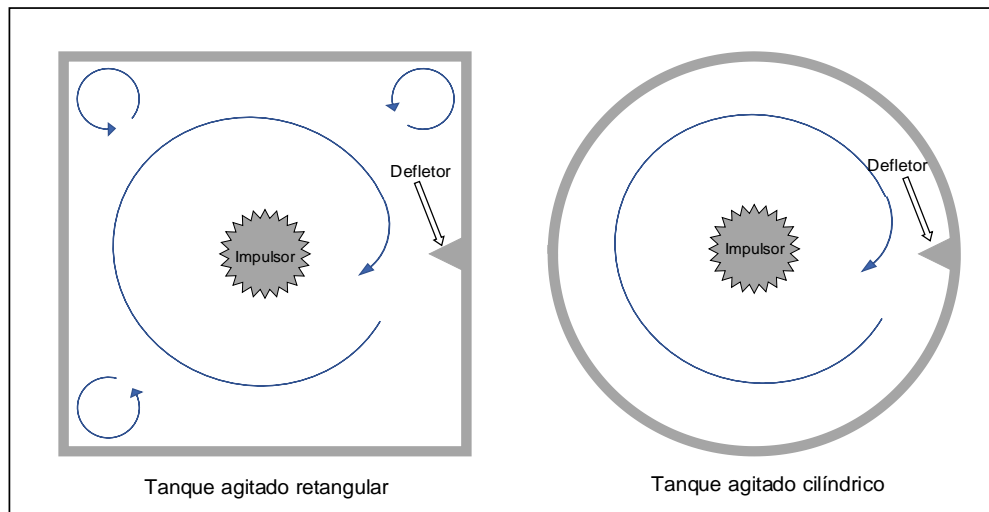 Defletor
Impulsor
Tanque agitado retangular
Defletor
Impulsor
Tanque agitado cilíndrico